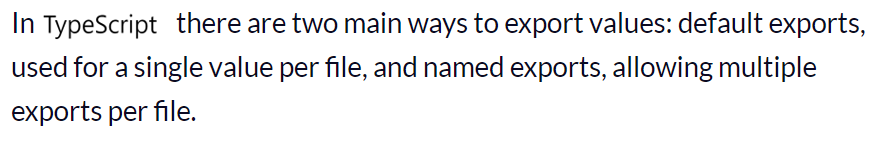 In TypeScript there are two main ways to export values: default exports,
used for a single value per file, and named exports, allowing multiple
exports per file.